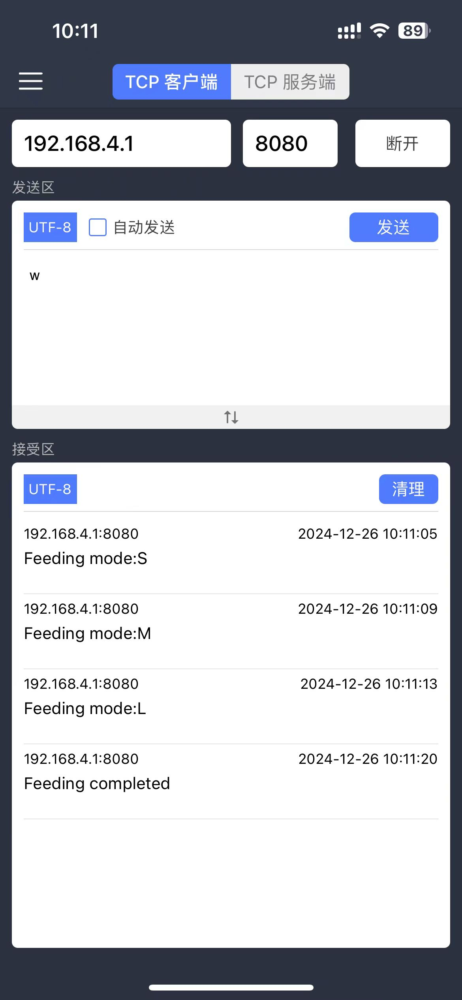 10:11
89
TCP 客户端 TCP 服务端
192.168.4.1 8080 断开
发送区
UTF-8 自动发送 发送
w
接受区
UTF-8 清理
192.168.4.1:8080 2024-12-26 10:11:05
Feeding mode:S
192.168.4.1:8080 2024-12-26 10:11:09
Feeding mode:M
192.168.4.1:8080 2024-12-26 10:11:13
Feeding mode:L
192.168.4.1:8080 2024-12-26 10:11:20
Feeding completed